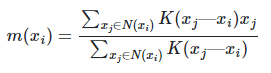 m(x_i) = \frac{\sum_{x_j \in N(x_i)} K(x_j — x_i) x_j}{\sum_{x_j \in N(x_i)} K(x_j — x_i)}